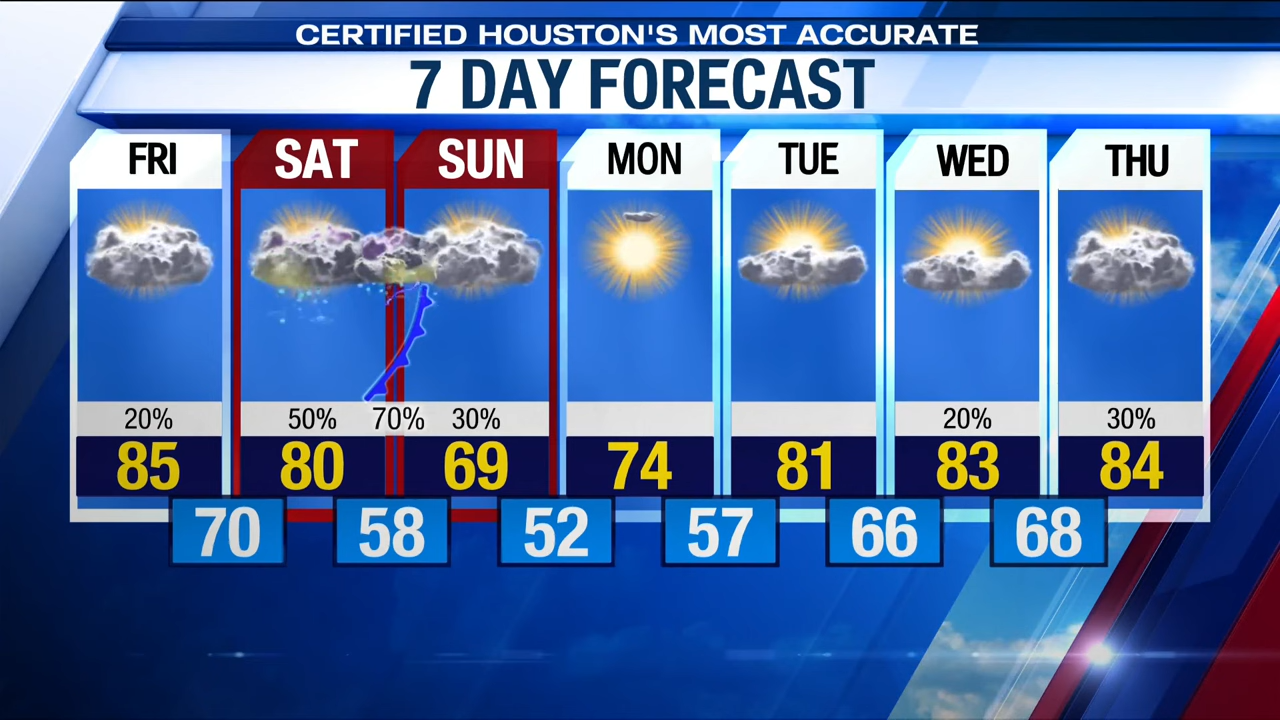 CERTIFIED HOUSTON'S MOST ACCURATE
7 DAY FORECAST
FRI SAT SUN MON TUE WED THU
20% 50% 70% 30% 20% 30%
85 80 69 74 81 83 84
70 58 52 57 66 68